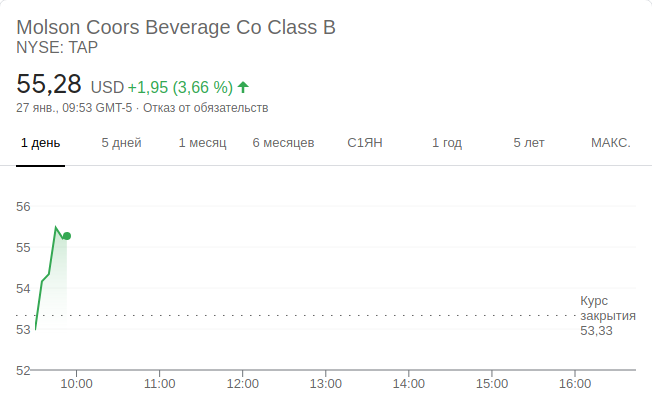 Molson Coors Beverage Co Class B
NYSE: TAP
55,28 USD +1,95 (3,66 %)
27 янв., 09:53 GMT-5 · Отказ от обязательств
1 день 5 дней 1 месяц 6 месяцев С1ЯН 1 год 5 лет МАКС.
56
55
54
Курс
закрытия
53,33
53
52
10:00 11:00 12:00 13:00 14:00 15:00 16:00